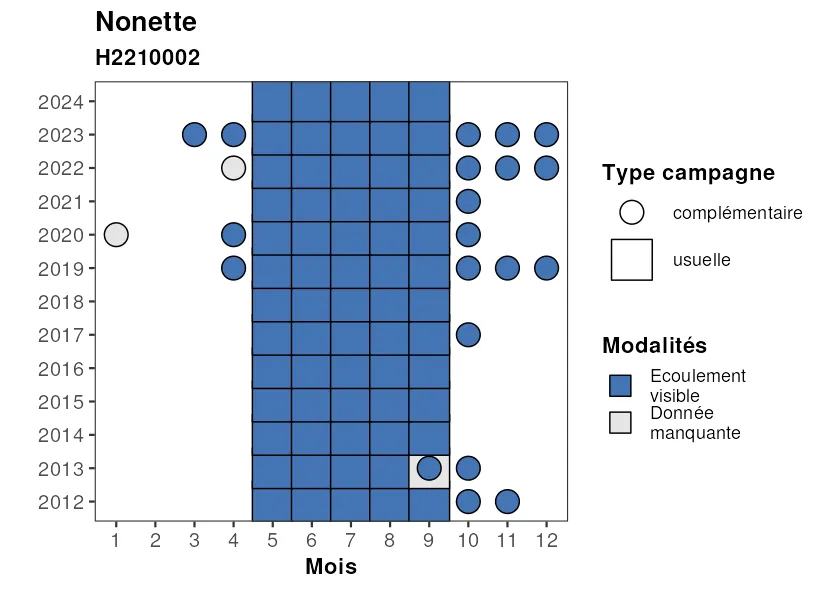 Nonette
H2210002
2024
2023
2022
2021
2020
2019
2018
2017
2016
2015
2014
2013
2012
1 2 3 4 5 6 7 8 9 10 11 12
Mois
Type campagne
complémentaire
usuelle
Modalités
Ecoulement
visible
Donnée
manquante